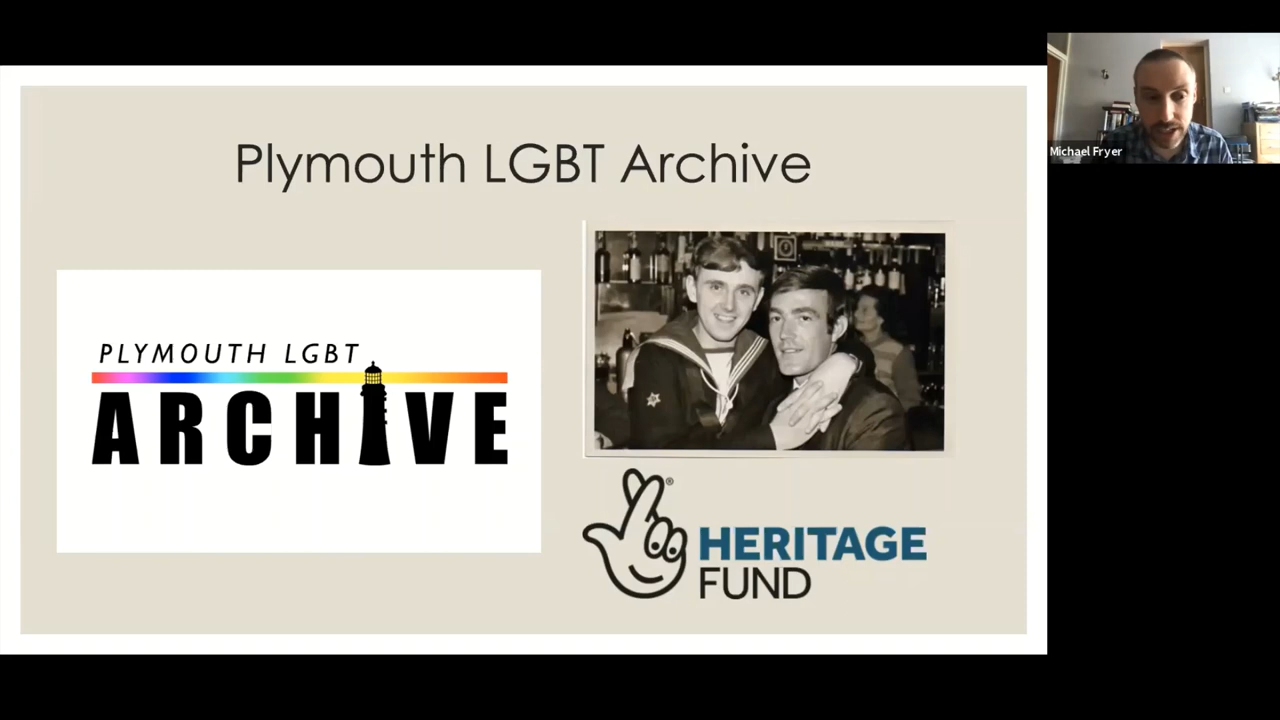 Plymouth LGBT Archive
PLYMOUTH LGBT
ARCHIVE
HERITAGE
FUND
Michael Fryer